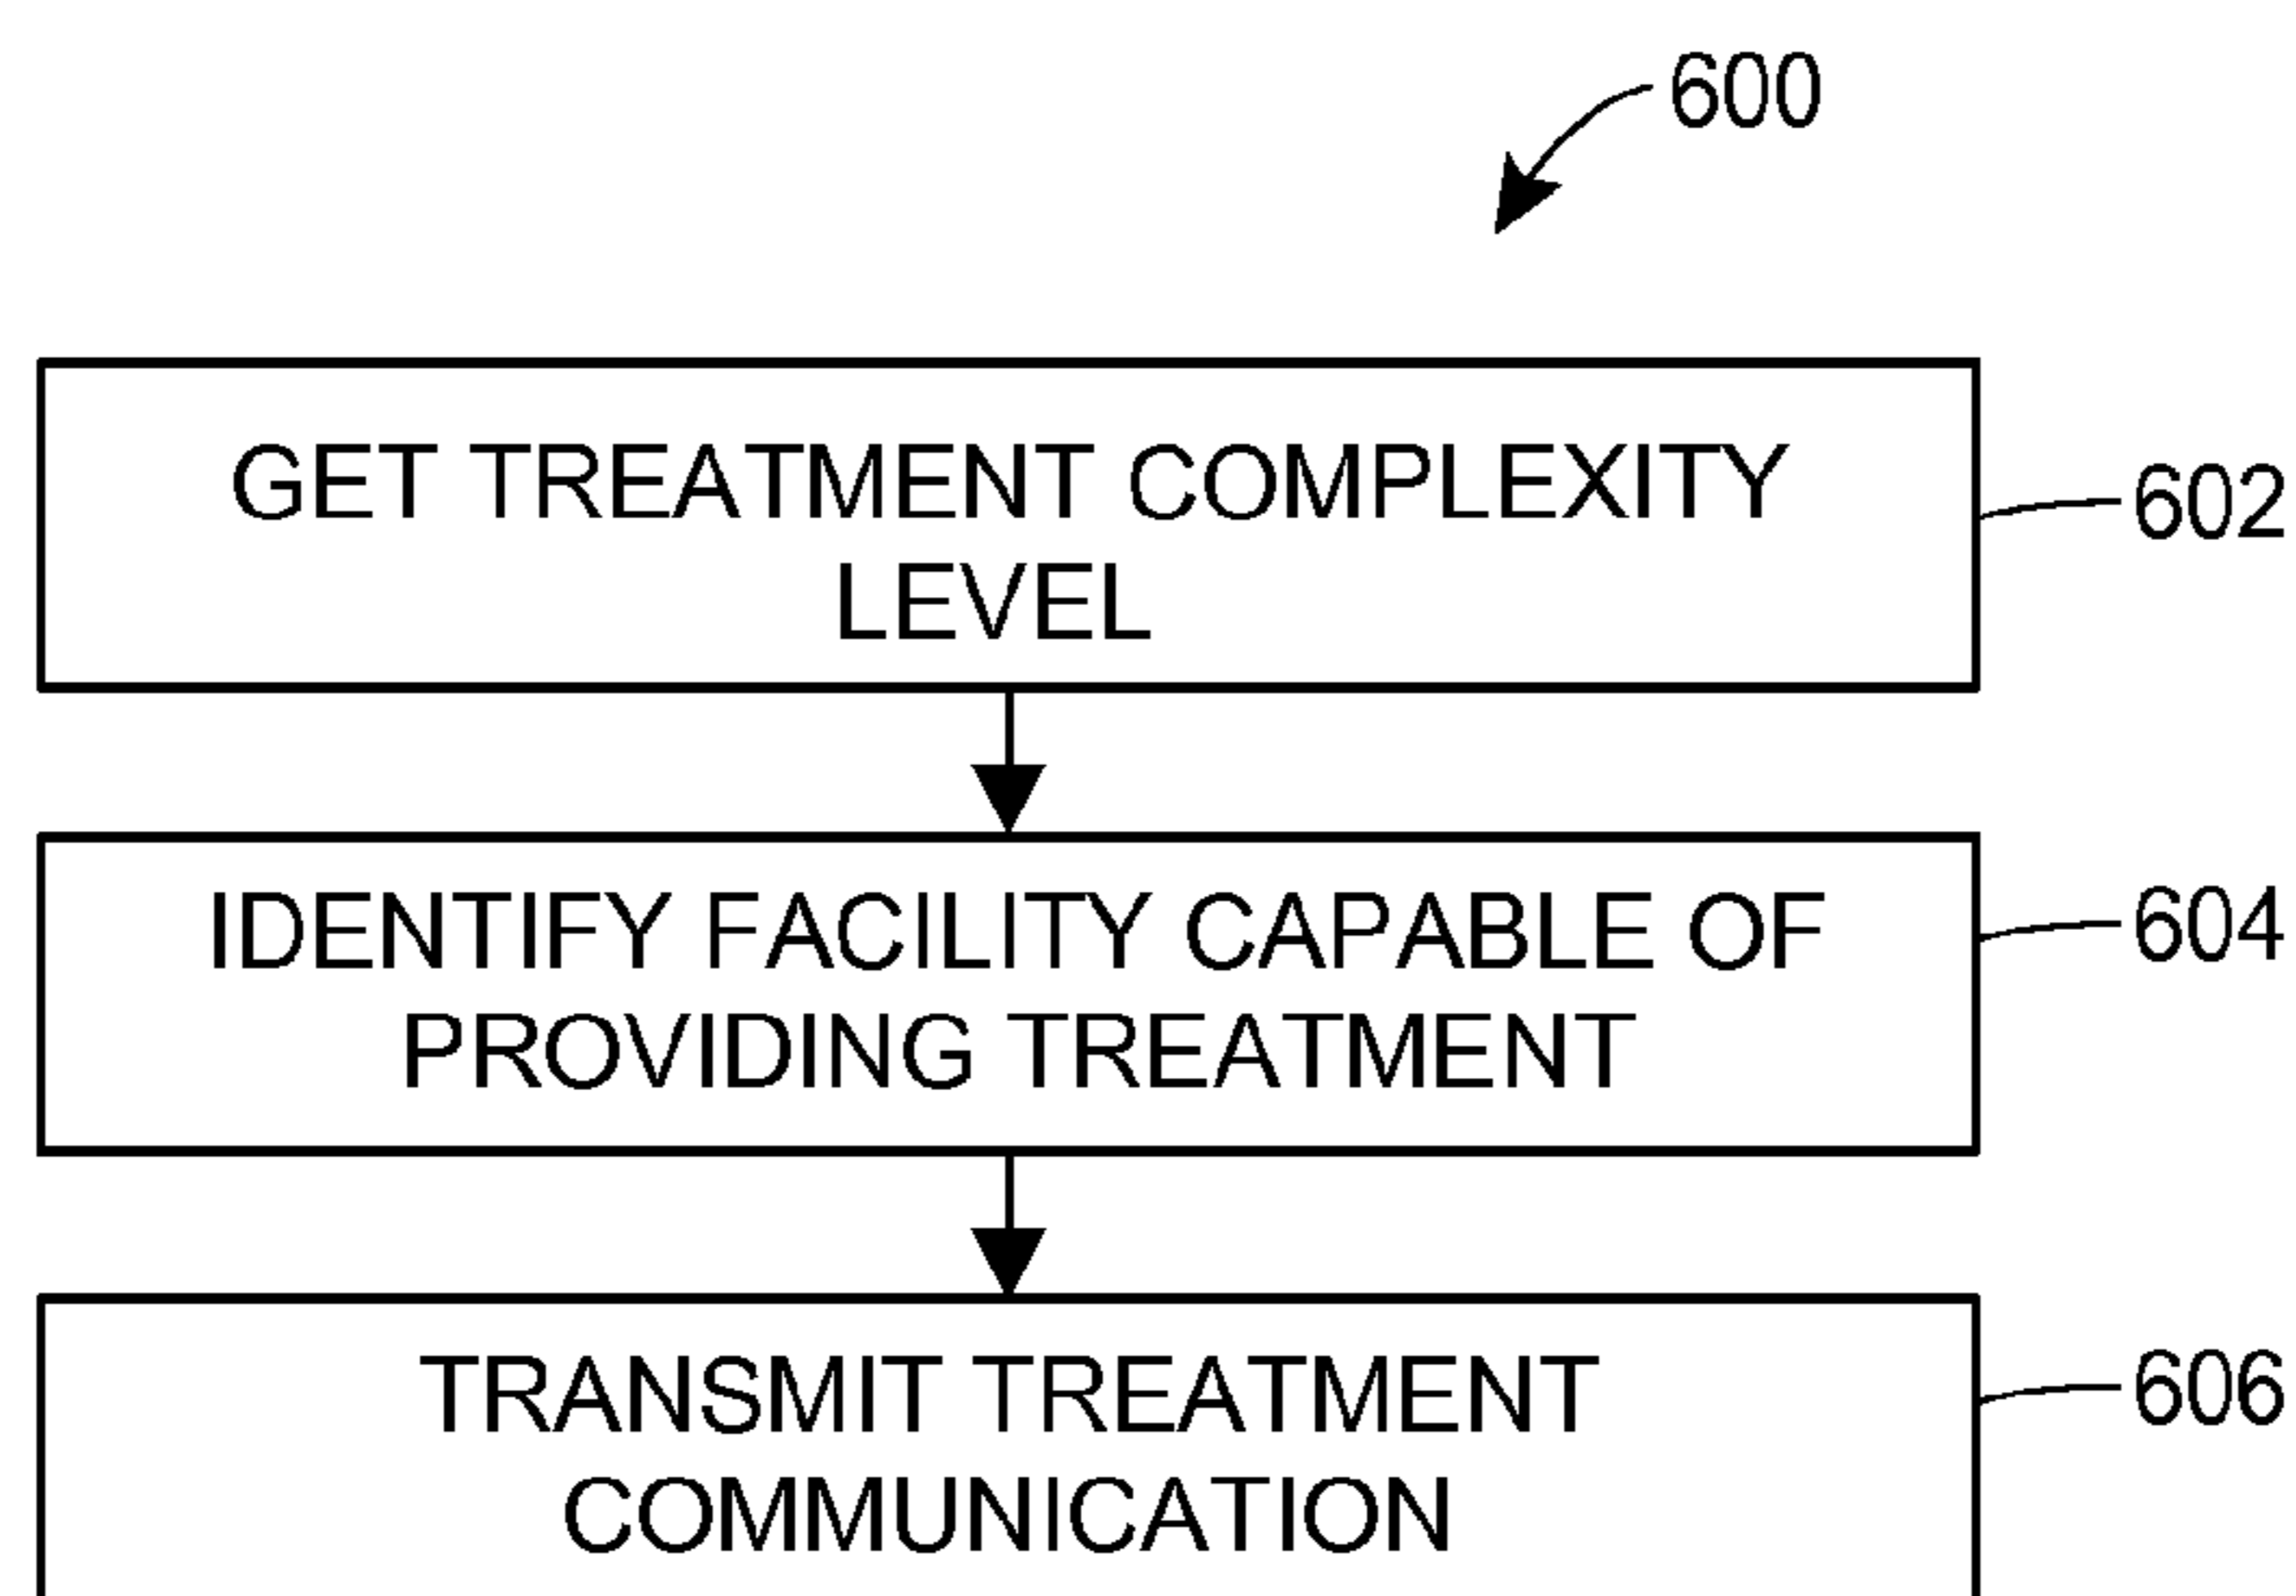 600
GET TREATMENT COMPLEXITY
LEVEL
602
IDENTIFY FACILITY CAPABLE OF
PROVIDING TREATMENT
604
TRANSMIT TREATMENT
COMMUNICATION
606